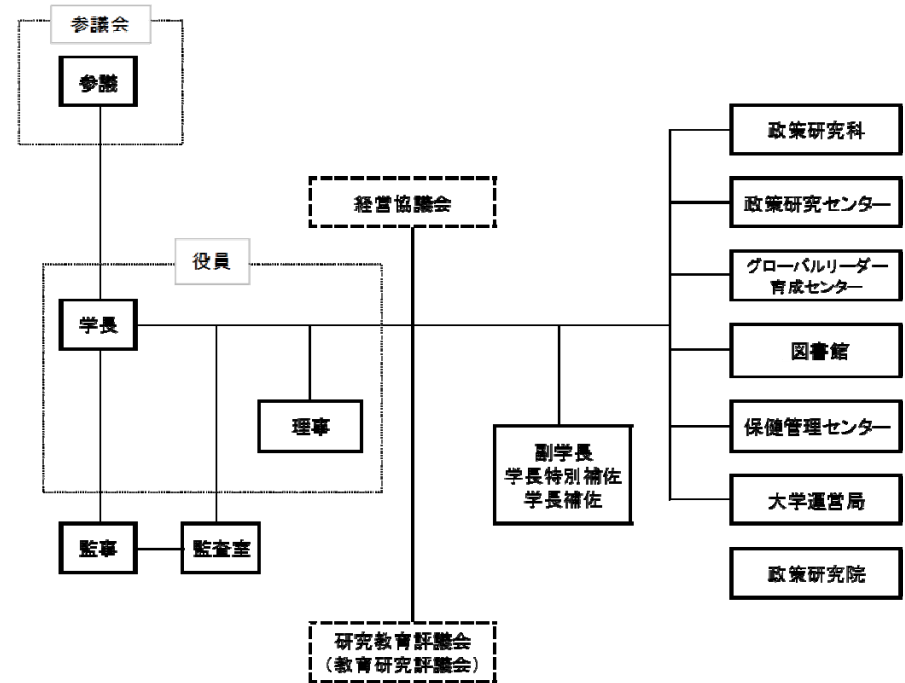 参議会
参議
政策研究科
経営協議会
政策研究センター
役員
グローバルリーダー
育成センター
学長
図書館
理事
保健管理センター
副学長
学長特別補佐
学長補佐
大学運営局
監事
監査室
政策研究院
研究教育評議会
（教育研究評議会）